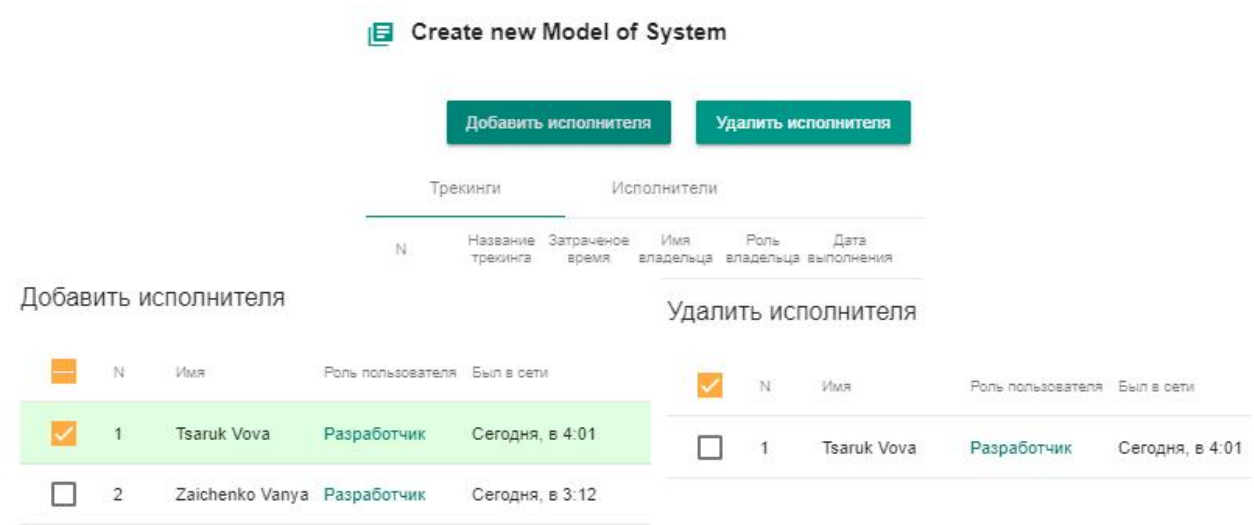 Create new Model of System
Добавить исполнителя Удалить исполнителя
Трекинги Исполнители
N Название трекинга Затраченое время Имя владельца Роль владельца Дата выполнения
Добавить исполнителя
N Имя Роль пользователя Был в сети
1 Tsaruk Vova Разработчик Сегодня, в 4:01
2 Zaichenko Vanya Разработчик Сегодня, в 3:12
Удалить исполнителя
N Имя Роль пользователя Был в сети
1 Tsaruk Vova Разработчик Сегодня, в 4:01